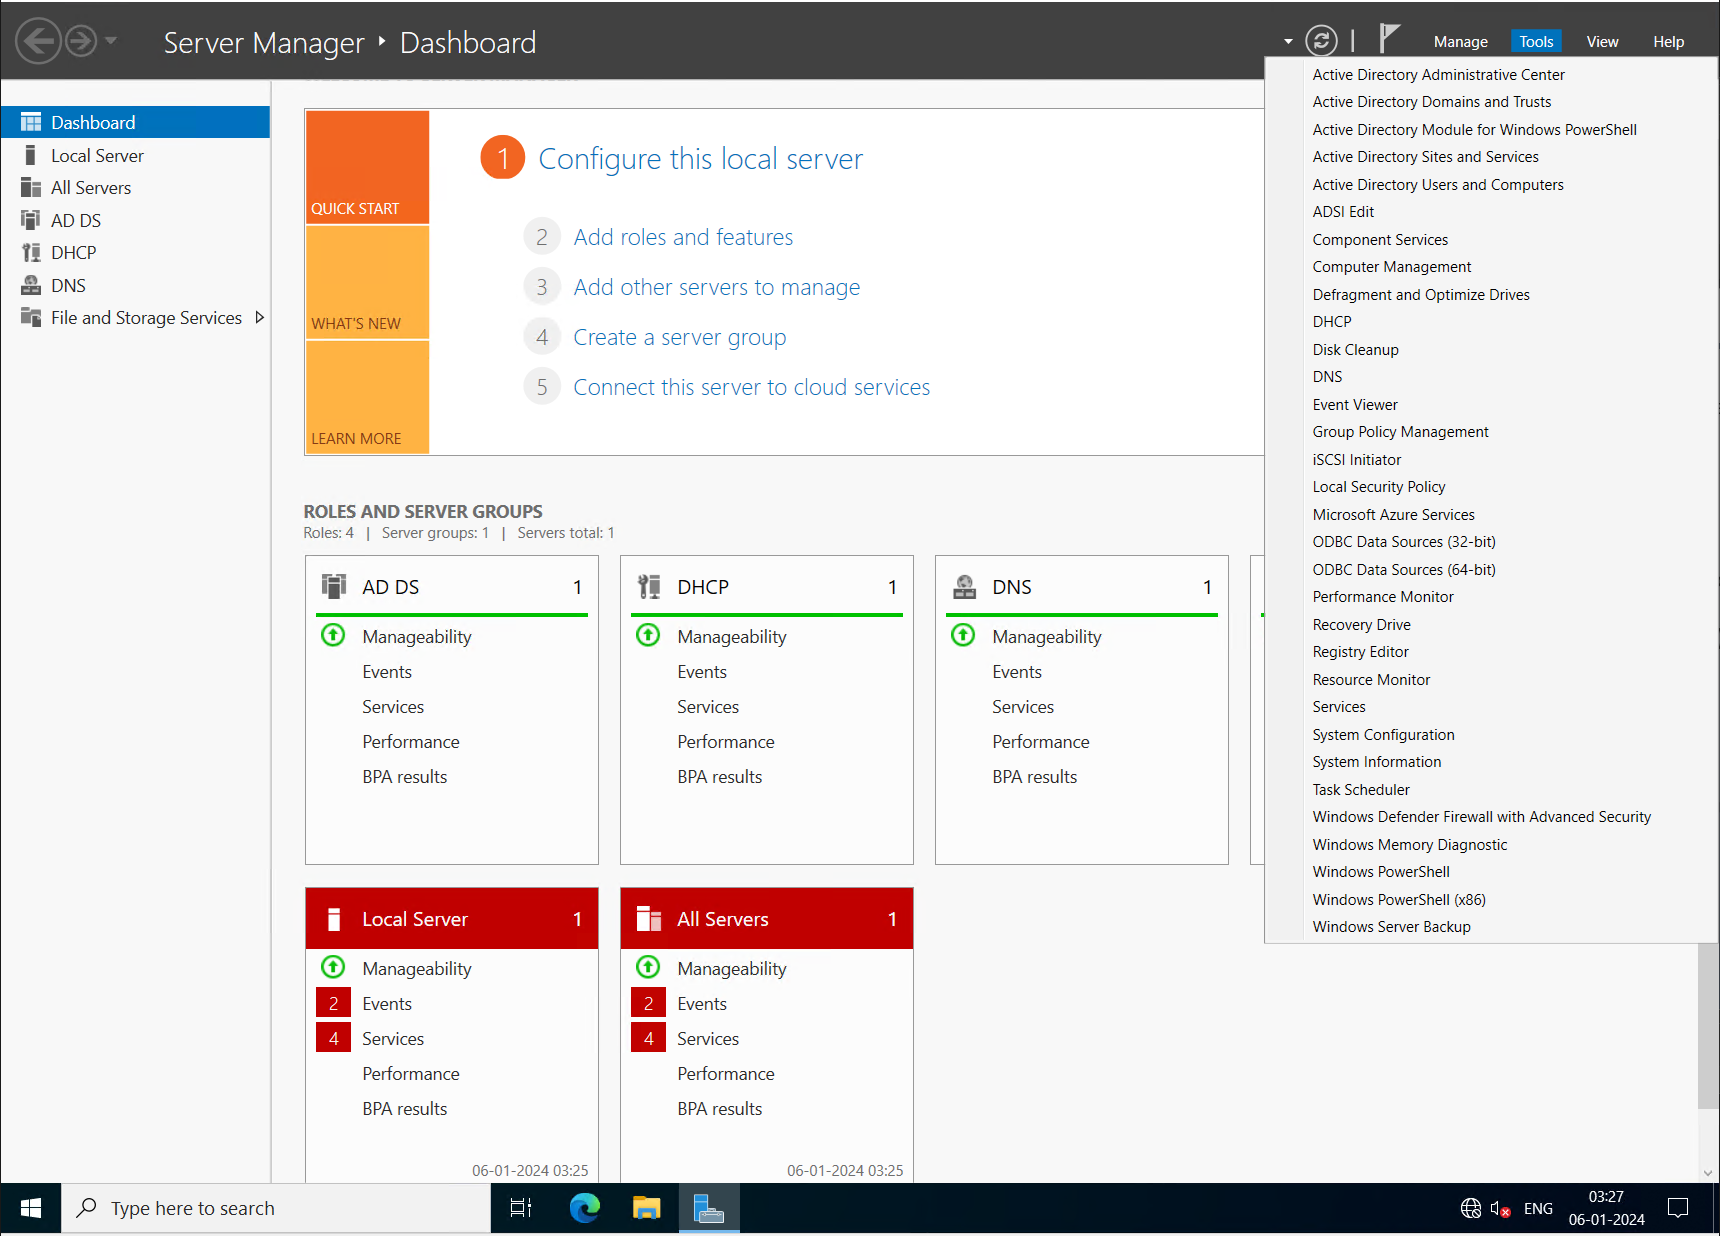 Server Manager ‣ Dashboard
Manage
Tools
View
Help
Dashboard
Local Server
All Servers
AD DS
DHCP
DNS
File and Storage Services
QUICK START
WHAT'S NEW
LEARN MORE
1 Configure this local server
2 Add roles and features
3 Add other servers to manage
4 Create a server group
5 Connect this server to cloud services
ROLES AND SERVER GROUPS
Roles: 4 | Server groups: 1 | Servers total: 1
AD DS 1
Manageability
Events
Services
Performance
BPA results
DHCP 1
Manageability
Events
Services
Performance
BPA results
DNS 1
Manageability
Events
Services
Performance
BPA results
Local Server 1
Manageability
2 Events
4 Services
Performance
BPA results
06-01-2024 03:25
All Servers 1
Manageability
2 Events
4 Services
Performance
BPA results
06-01-2024 03:25
Active Directory Administrative Center
Active Directory Domains and Trusts
Active Directory Module for Windows PowerShell
Active Directory Sites and Services
Active Directory Users and Computers
ADSI Edit
Component Services
Computer Management
Defragment and Optimize Drives
DHCP
Disk Cleanup
DNS
Event Viewer
Group Policy Management
iSCSI Initiator
Local Security Policy
Microsoft Azure Services
ODBC Data Sources (32-bit)
ODBC Data Sources (64-bit)
Performance Monitor
Recovery Drive
Registry Editor
Resource Monitor
Services
System Configuration
System Information
Task Scheduler
Windows Defender Firewall with Advanced Security
Windows Memory Diagnostic
Windows PowerShell
Windows PowerShell (x86)
Windows Server Backup
Type here to search
ENG
03:27
06-01-2024